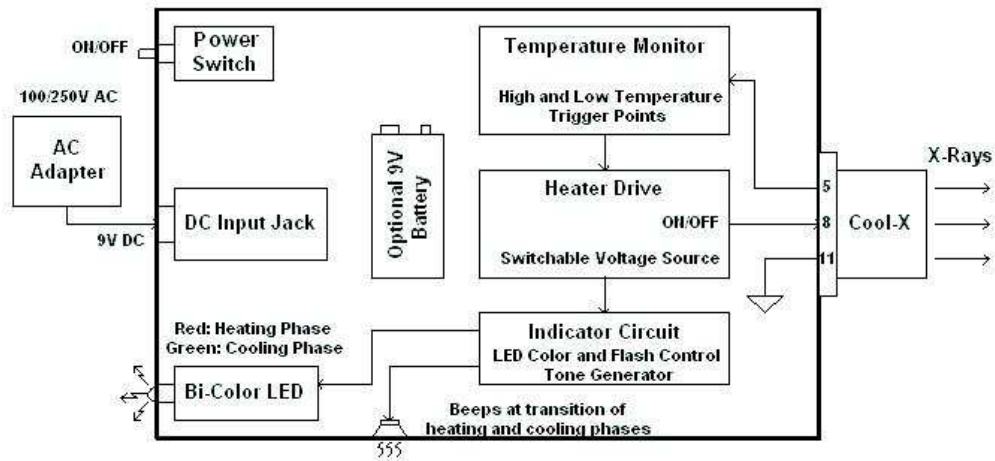 ON/OFF
Power
Switch
100/250V AC
AC
Adapter
9V DC
DC Input Jack
Optional 9V
Battery
Temperature Monitor
High and Low Temperature
Trigger Points
Heater Drive
ON/OFF
Switchable Voltage Source
5
8
11
Cool-X
X-Rays
Indicator Circuit
LED Color and Flash Control
Tone Generator
Red: Heating Phase
Green: Cooling Phase
Bi-Color LED
Beeps at transition of
heating and cooling phases